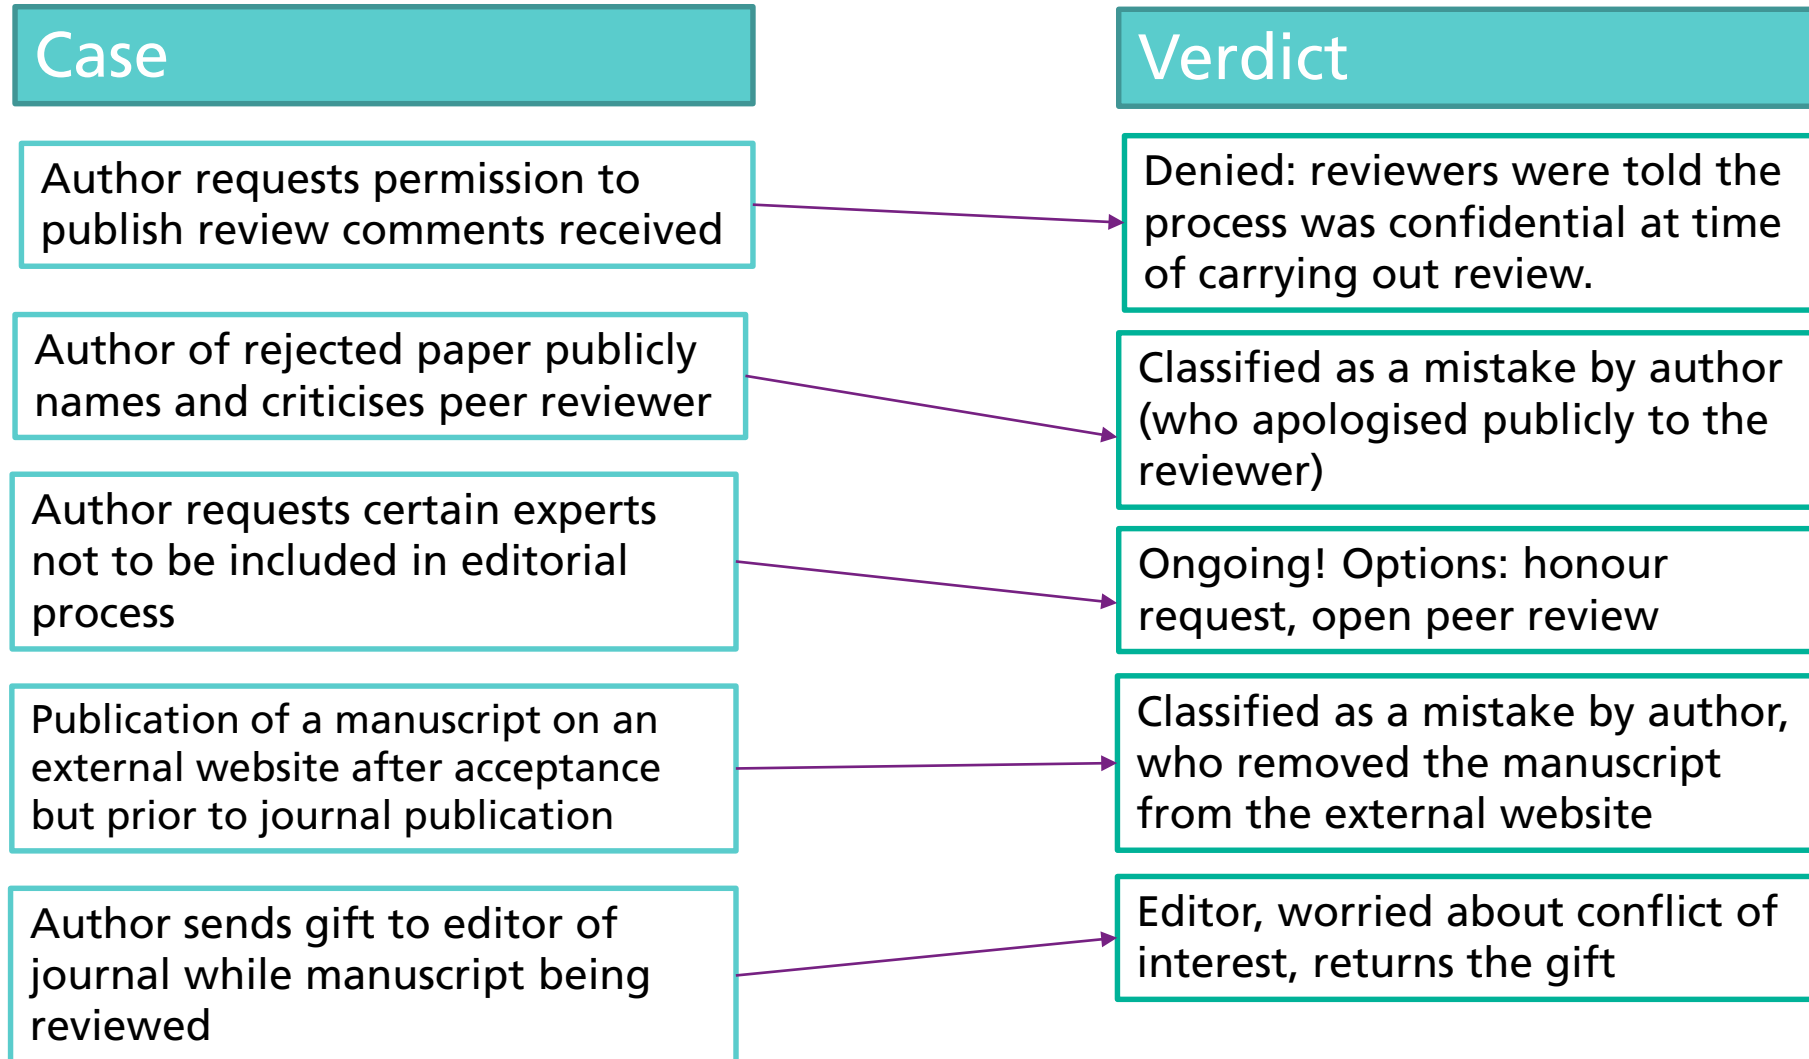 Case
Verdict
Author requests permission to
publish review comments received
Denied: reviewers were told the
process was confidential at time
of carrying out review.
Author of rejected paper publicly
names and criticises peer reviewer
Classified as a mistake by author
(who apologised publicly to the
reviewer)
Author requests certain experts
not to be included in editorial
process
Ongoing! Options: honour
request, open peer review
Publication of a manuscript on an
external website after acceptance
but prior to journal publication
Classified as a mistake by author,
who removed the manuscript
from the external website
Author sends gift to editor of
journal while manuscript being
reviewed
Editor, worried about conflict of
interest, returns the gift